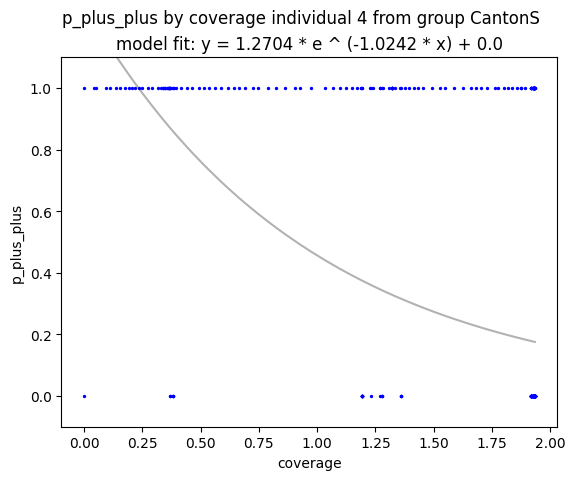 p_plus_plus by coverage individual 4 from group CantonS
model fit: y = 1.2704 * e ^ (-1.0242 * x) + 0.0
1.0
0.8
0.6
0.4
0.2
0.0
p_plus_plus
0.00 0.25 0.50 0.75 1.00 1.25 1.50 1.75 2.00
coverage